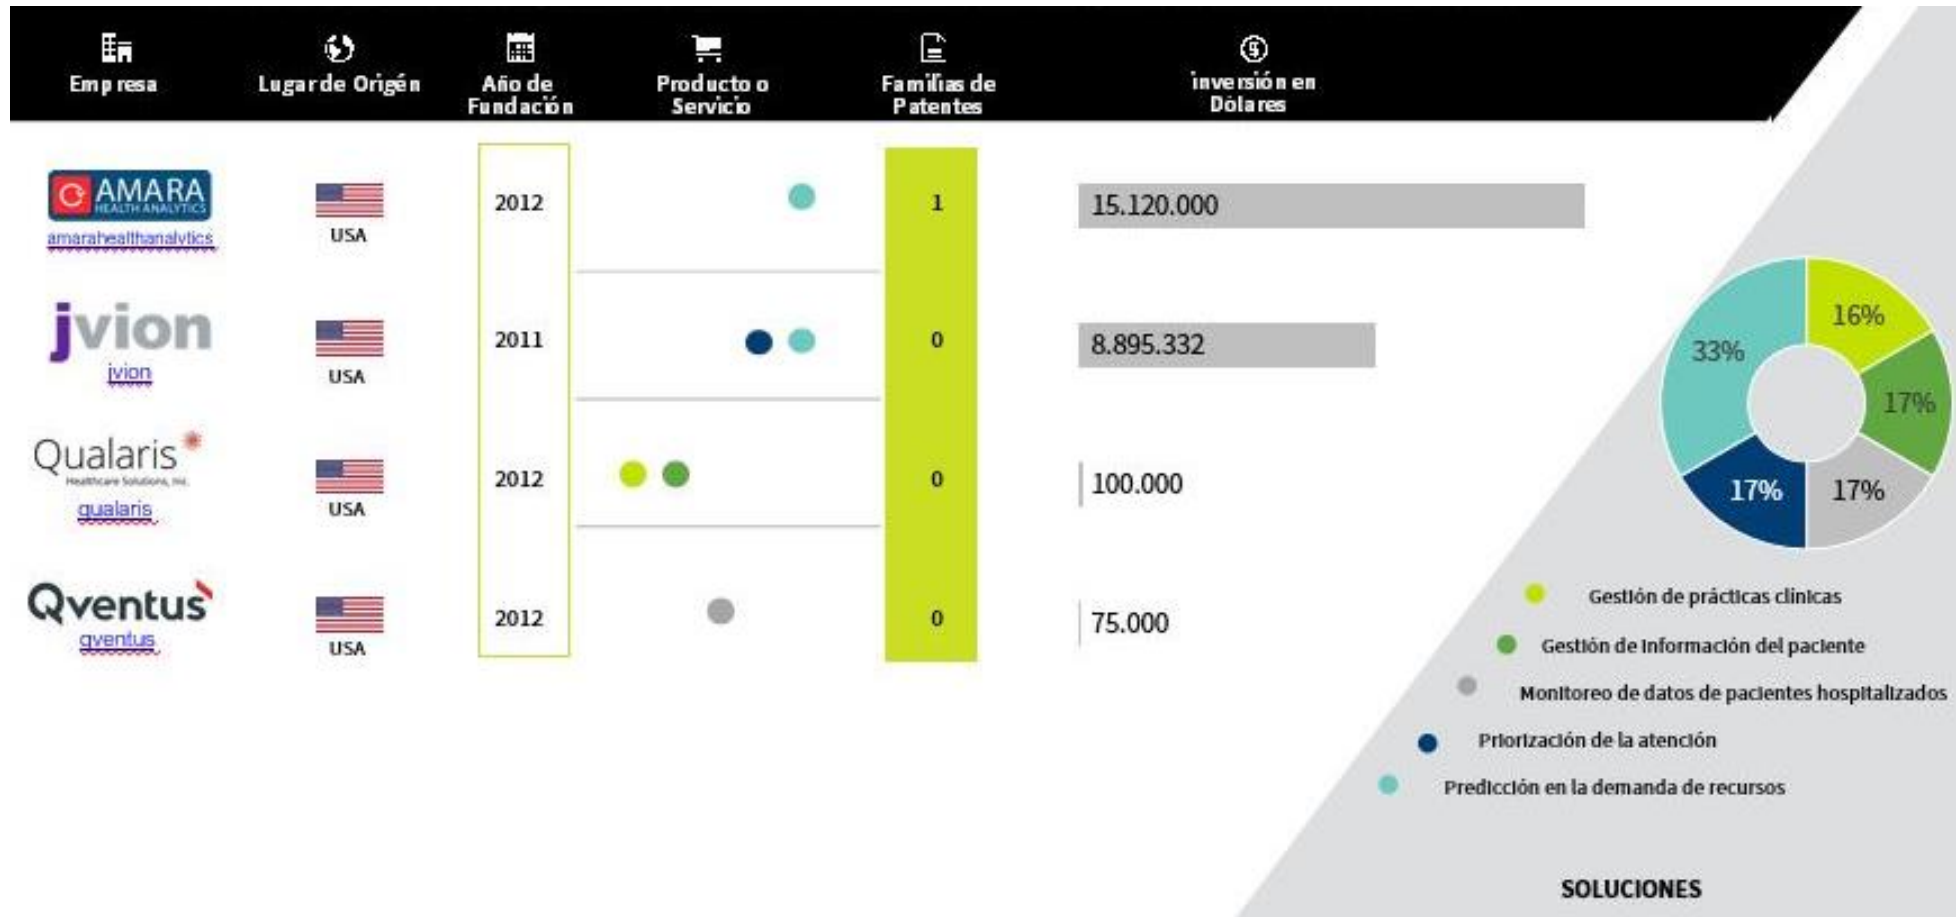 Empresa
Lugar de Origén
Año de
Fundación
Producto o
Servicio
Familias de
Patentes
inversión en
Dólares
AMARA
HEALTH ANALYTICS
amarahealthanalytics
USA
2012
1
15.120.000
jvion
jvion
USA
2011
0
8.895.332
Qualaris
Healthcare Solutions, Inc.
qualaris
USA
2012
0
100.000
Qventus
qventus
USA
2012
0
75.000
16%
33%
17%
17%
17%
Gestión de prácticas clínicas
Gestión de Información del paciente
Monitoreo de datos de pacientes hospitalizados
Priorización de la atención
Predicción en la demanda de recursos
SOLUCIONES